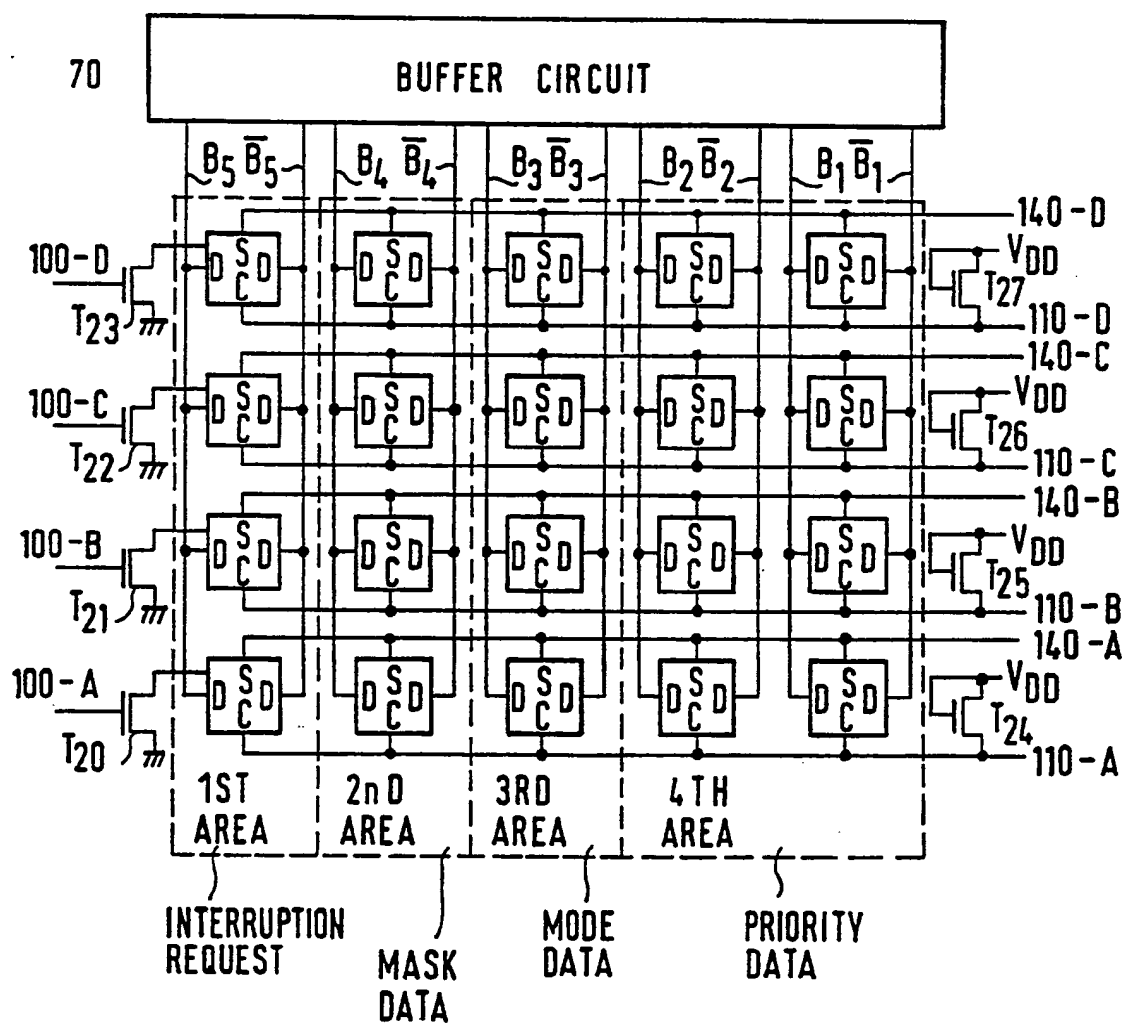 70
BUFFER CIRCUIT
B5 B̅5 B4 B̅4 B3 B̅3 B2 B̅2 B1 B̅1
140-D
100-D
D S C D D S C D D S C D D S C D D S C D
VDD
T27
T23
110-D
140-C
100-C
D S C D D S C D D S C D D S C D D S C D
VDD
T26
T22
110-C
140-B
100-B
D S C D D S C D D S C D D S C D D S C D
VDD
T25
T21
110-B
140-A
100-A
D S C D D S C D D S C D D S C D D S C D
VDD
T24
T20
110-A
1ST AREA
2nD AREA
3RD AREA
4TH AREA
INTERRUPTION
REQUEST
MASK
DATA
MODE
DATA
PRIORITY
DATA